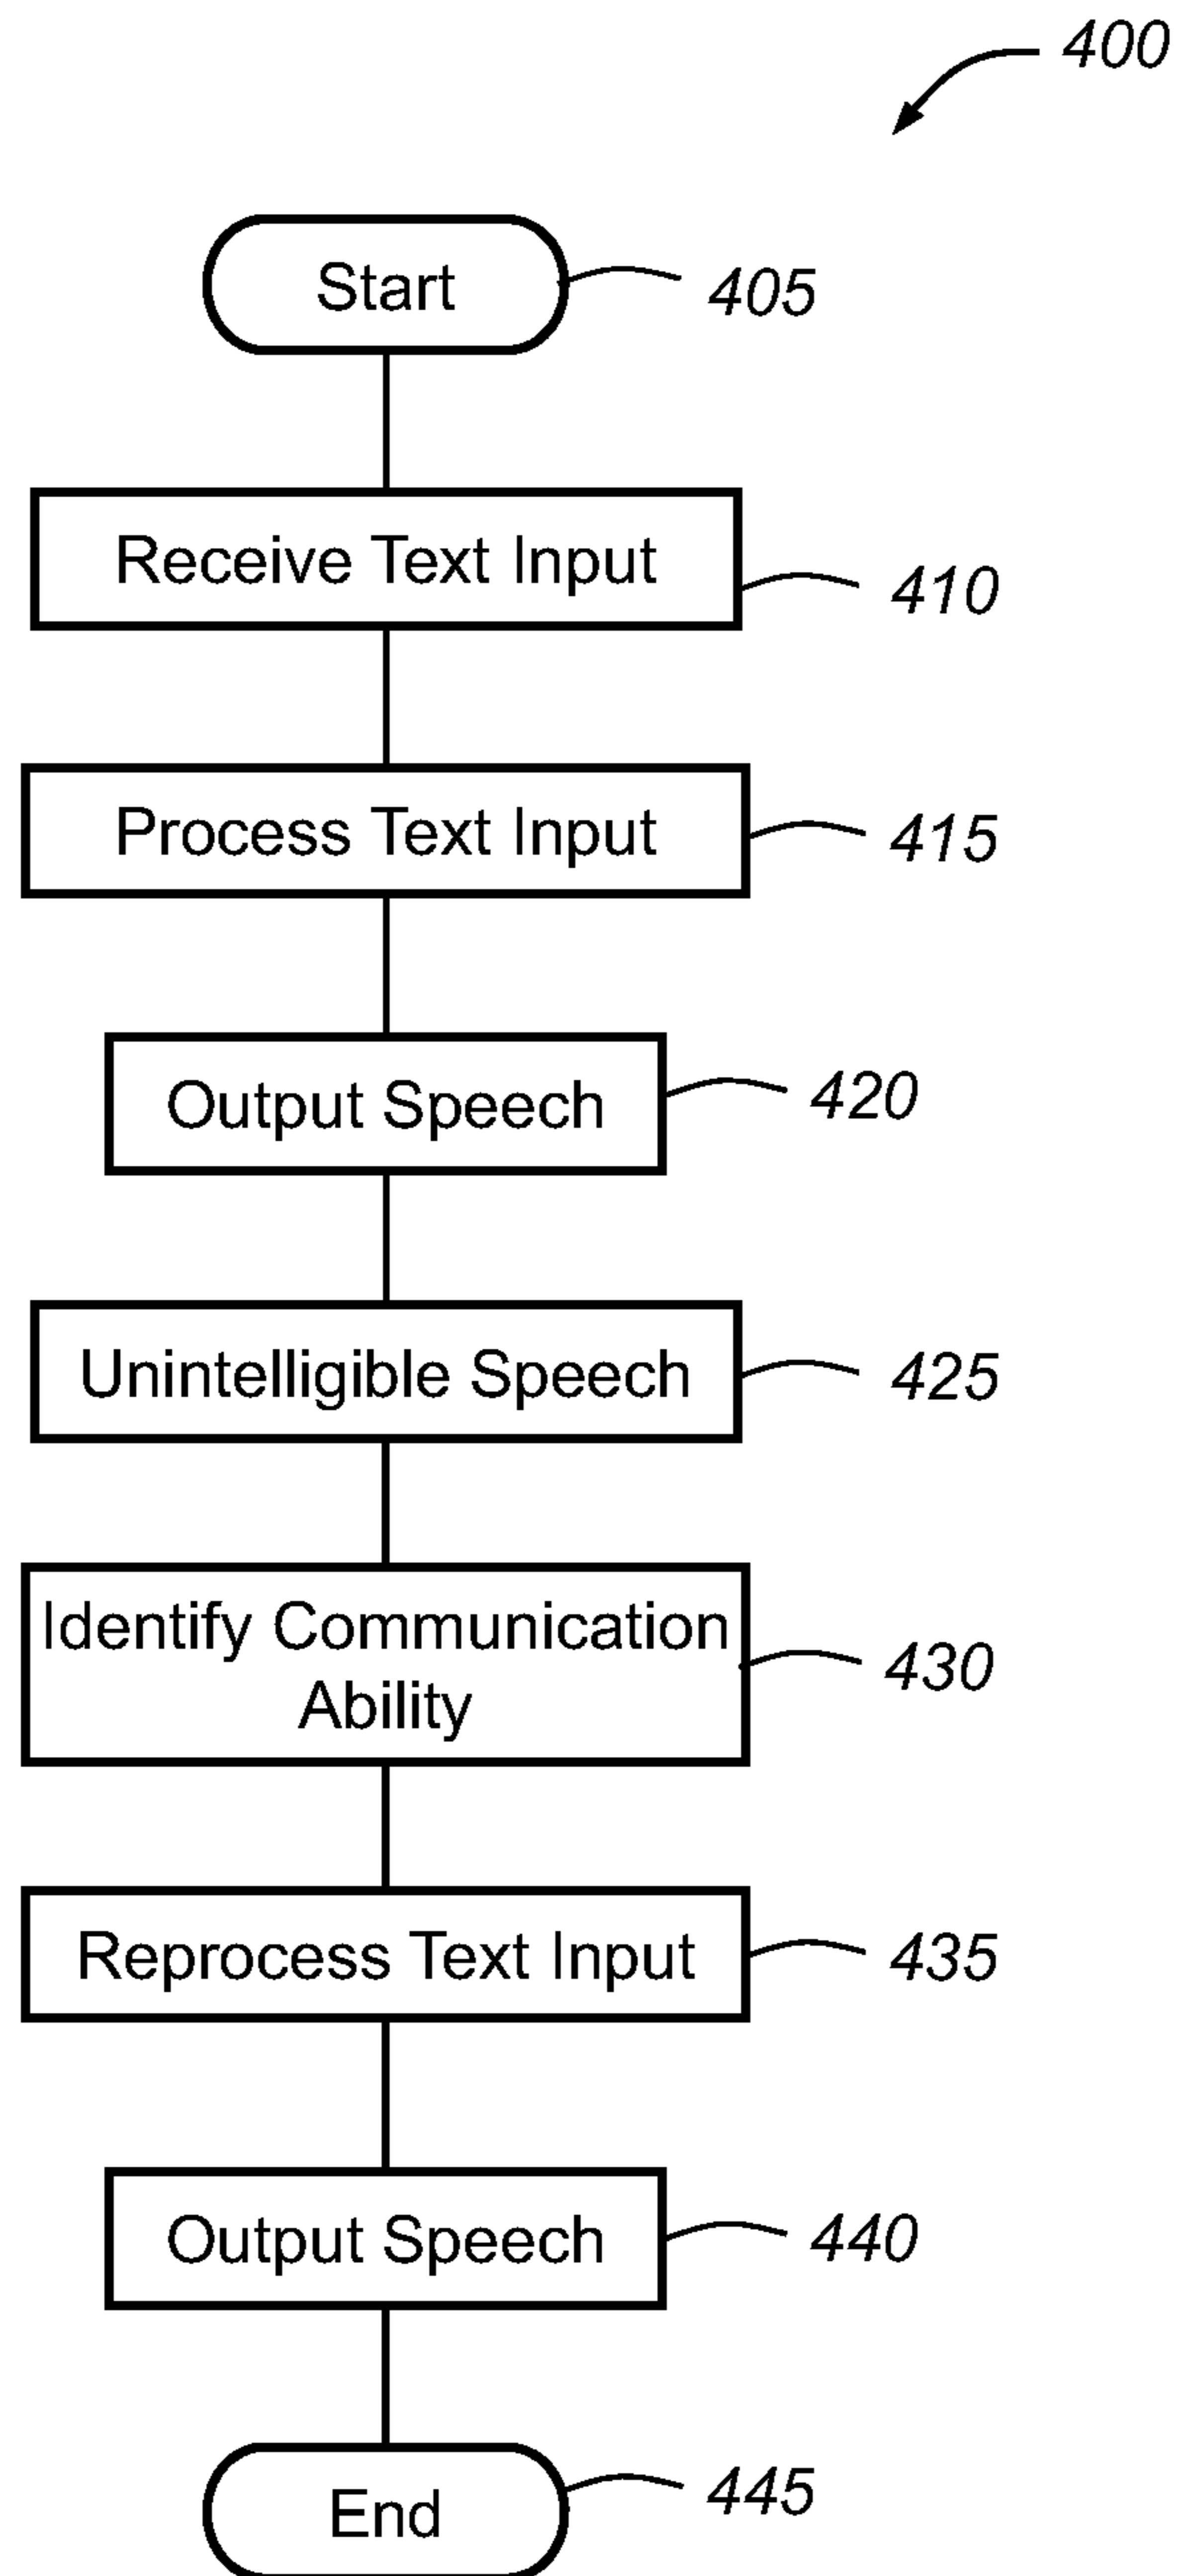 400
Start
405
Receive Text Input
410
Process Text Input
415
Output Speech
420
Unintelligible Speech
425
Identify Communication
Ability
430
Reprocess Text Input
435
Output Speech
440
End
445